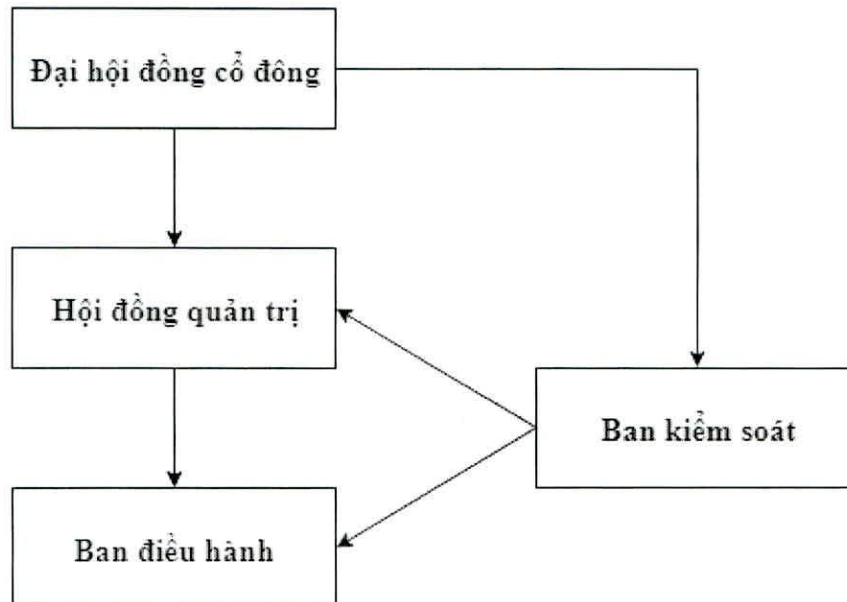 Đại hội đồng cổ đông
Hội đồng quản trị
Ban kiểm soát
Ban điều hành